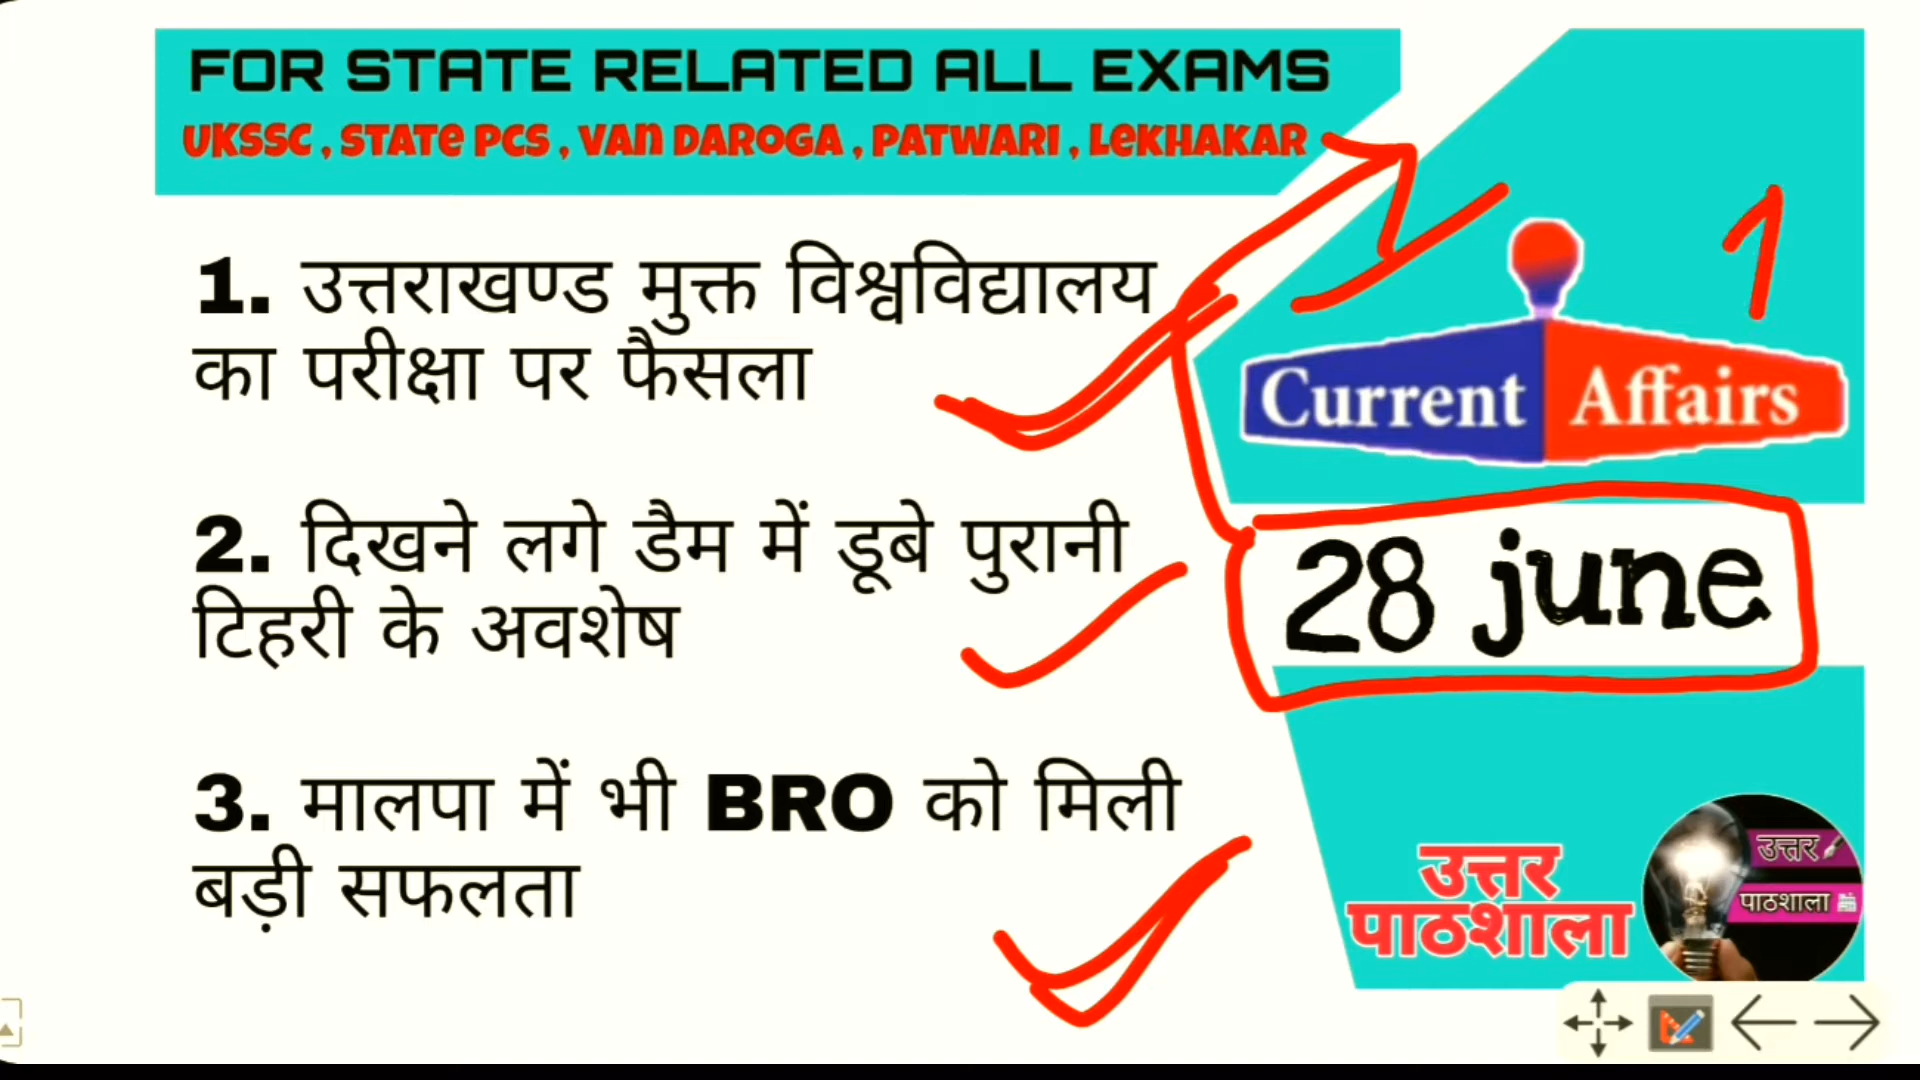 FOR STATE RELATED ALL EXAMS
UKSSC , STATE PCS , VAN DAROGA , PATWARI , LEKHAKAR
1. उत्तराखण्ड मुक्त विश्वविद्यालय
का परीक्षा पर फैसला
2. दिखने लगे डैम में डूबे पुरानी
टिहरी के अवशेष
3. मालपा में भी BRO को मिली
बड़ी सफलता
1
Current Affairs
28 june
उत्तर
पाठशाला
उत्तर
पाठशाला